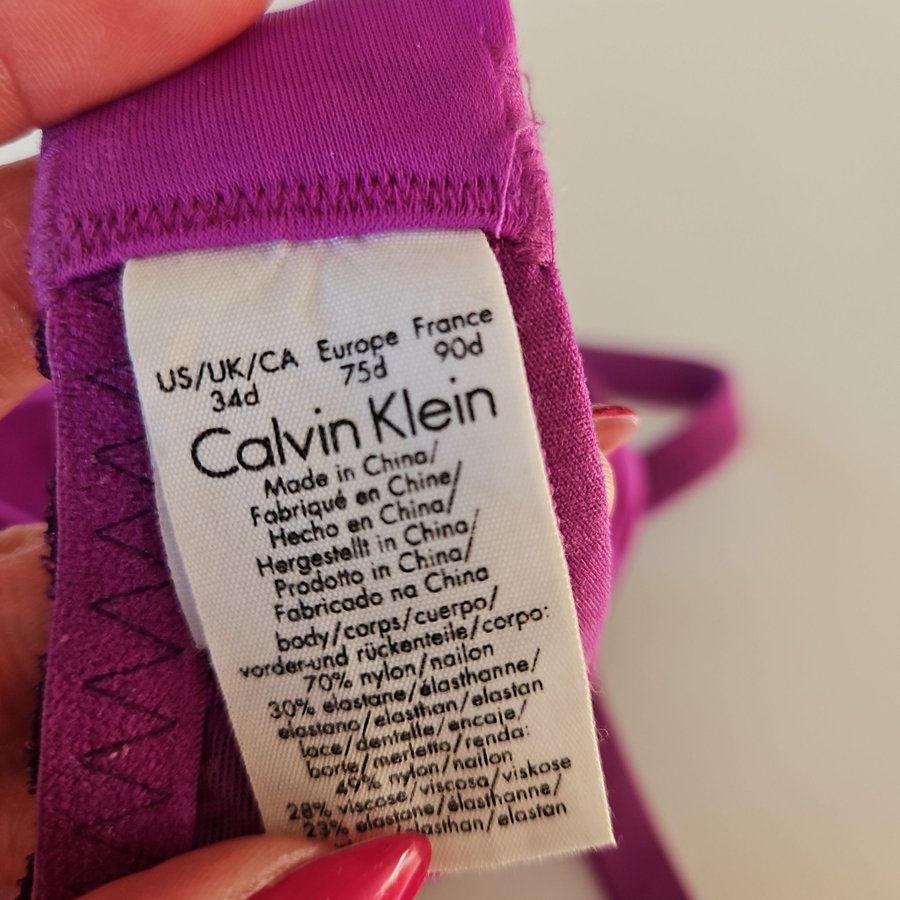 US/UK/CA Europe France
34d 75d 90d
Calvin Klein
Made in China/
Fabriqué en Chine/
Hecho en China/
Hergestellt in China/
Prodotto in China/
Fabricado na China
body/corps/cuerpo/
vorder-und rückenteile/corpo:
70% nylon/nailon
30% elastane/élasthanne/
elastano/elasthan/elastan
lace/dentelle/encaje/
borte/merletto/renda:
49% nylon/nailon
28% viscose/viscosa/viskose
23% elastane/élasthanne/
elasthan/elastan